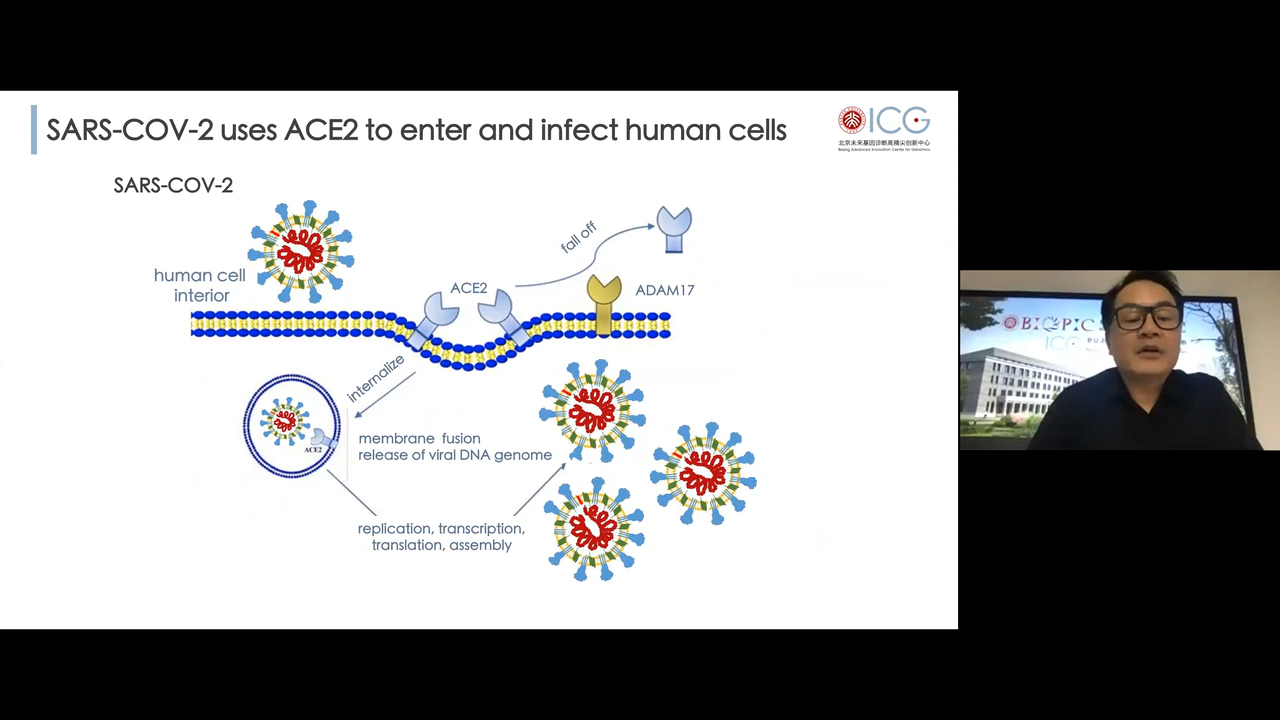 SARS-COV-2 uses ACE2 to enter and infect human cells
ICG
北京未来基因诊断高精尖创新中心
Beijing Advanced Innovation Center for Genomics
SARS-COV-2
human cell
interior
ACE2
fall off
ADAM17
internalize
ACE2
membrane fusion
release of viral DNA genome
replication, transcription,
translation, assembly
BIOPIC
ICG